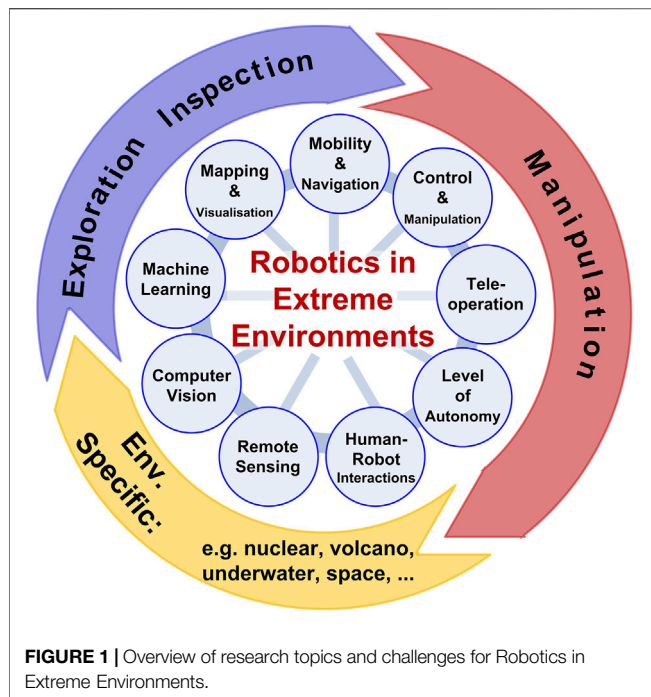 Exploration Inspection
Manipulation
Env.
Specific:
e.g. nuclear, volcano,
underwater, space, ...
Mobility
&
Navigation
Control
&
Manipulation
Tele-
operation
Level
of
Autonomy
Human-
Robot
Interactions
Remote
Sensing
Computer
Vision
Machine
Learning
Mapping
&
Visualisation
Robotics in
Extreme
Environments
FIGURE 1 | Overview of research topics and challenges for Robotics in
Extreme Environments.